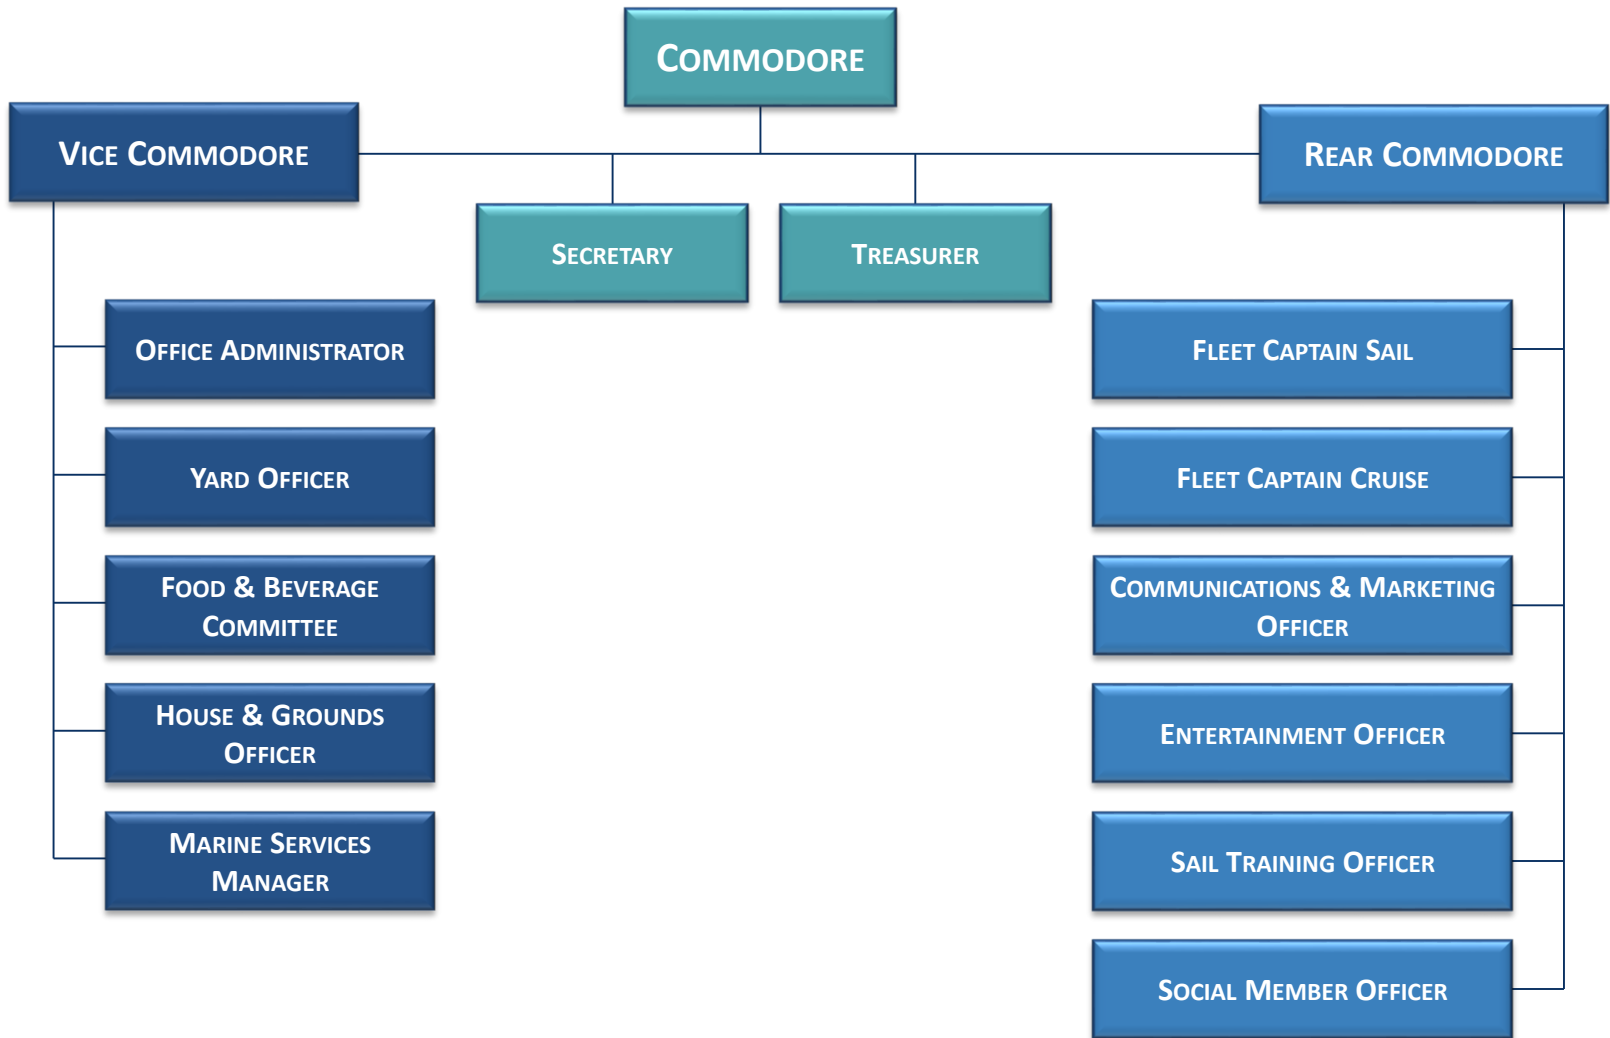 COMMODORE
VICE COMMODORE
REAR COMMODORE
SECRETARY
TREASURER
OFFICE ADMINISTRATOR
YARD OFFICER
FOOD & BEVERAGE
COMMITTEE
HOUSE & GROUNDS
OFFICER
MARINE SERVICES
MANAGER
FLEET CAPTAIN SAIL
FLEET CAPTAIN CRUISE
COMMUNICATIONS & MARKETING
OFFICER
ENTERTAINMENT OFFICER
SAIL TRAINING OFFICER
SOCIAL MEMBER OFFICER